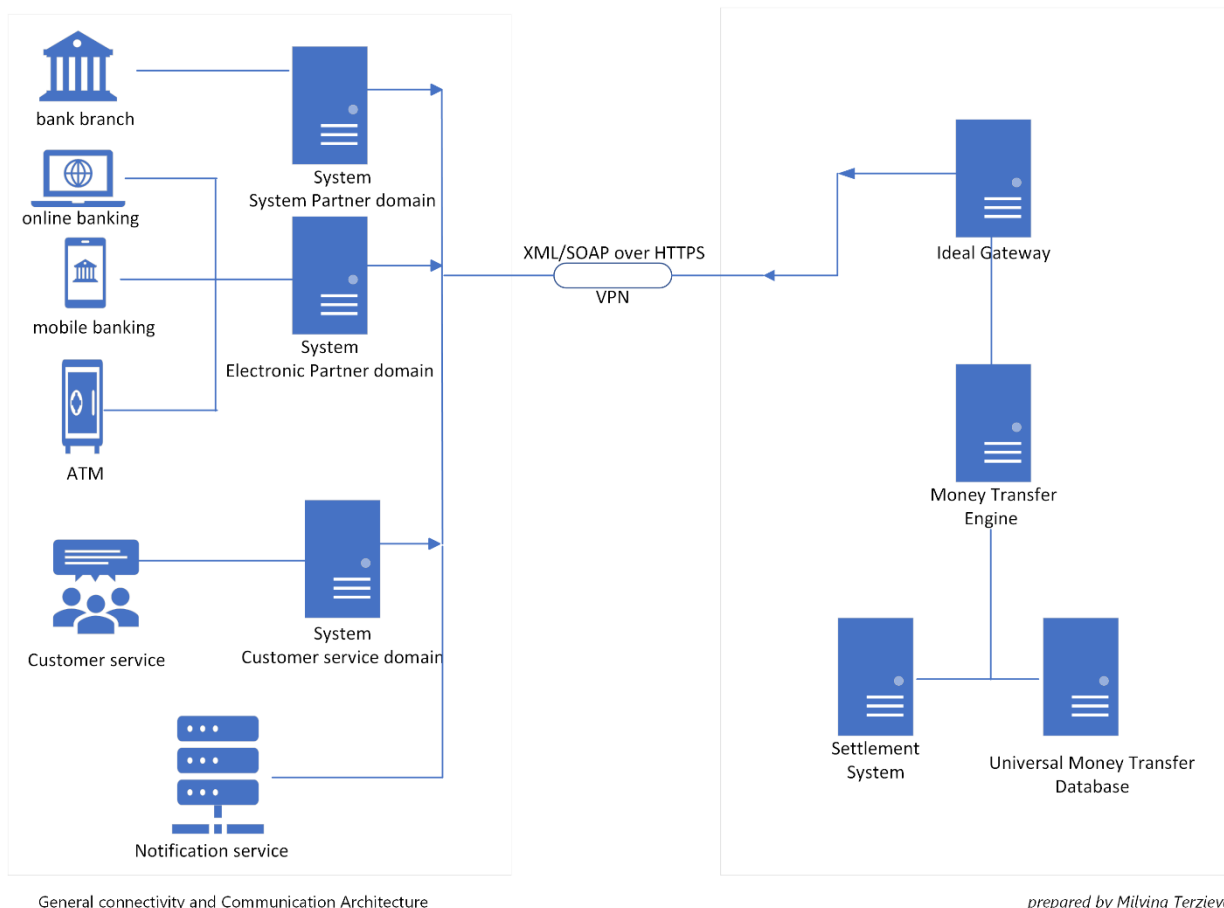 bank branch
online banking
mobile banking
ATM
Customer service
Notification service
System
System Partner domain
System
Electronic Partner domain
System
Customer service domain
XML/SOAP over HTTPS
VPN
Ideal Gateway
Money Transfer
Engine
Settlement
System
Universal Money Transfer
Database
General connectivity and Communication Architecture
prepared by Milvina Terzieva